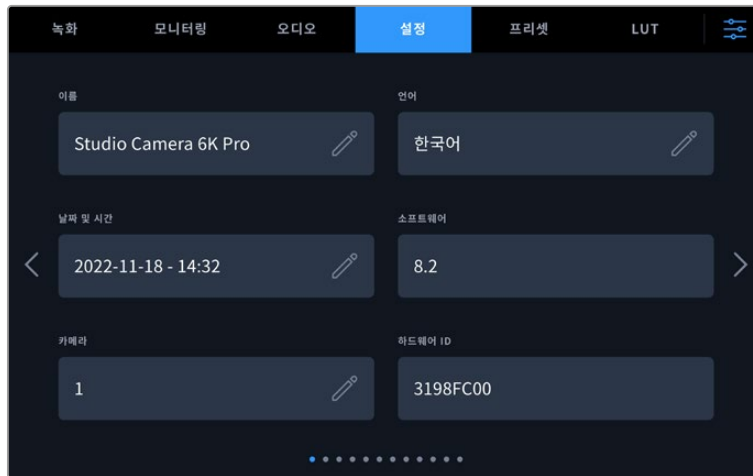 녹화 모니터링 오디오 설정 프리셋 LUT
이름 언어
Studio Camera 6K Pro 한국어
날짜 및 시간 소프트웨어
2022-11-18 - 14:32 8.2
카메라 하드웨어 ID
1 3198FC00